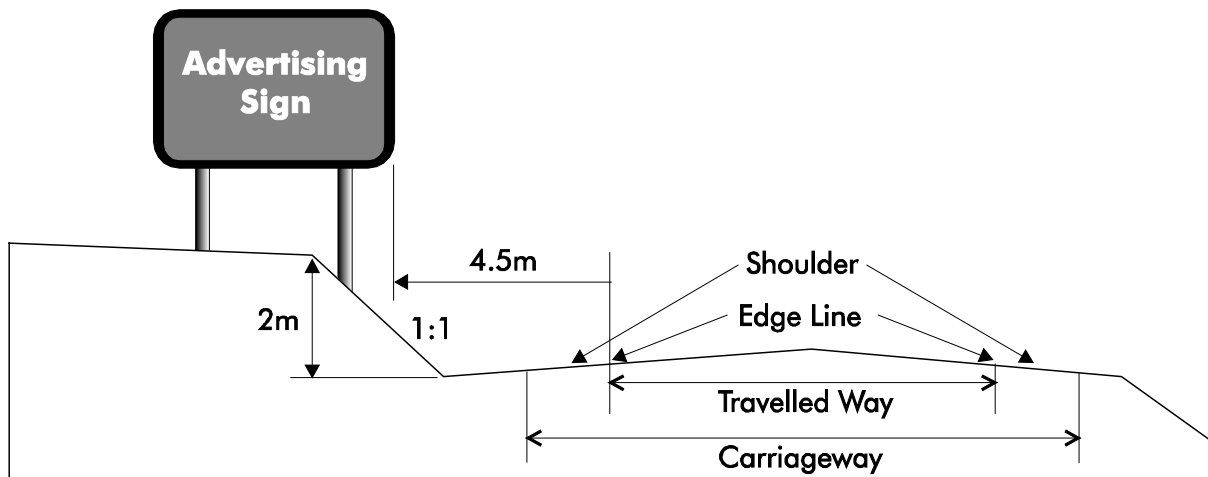 Advertising
Sign
4.5m
Shoulder
2m
1:1
Edge Line
Travelled Way
Carriageway